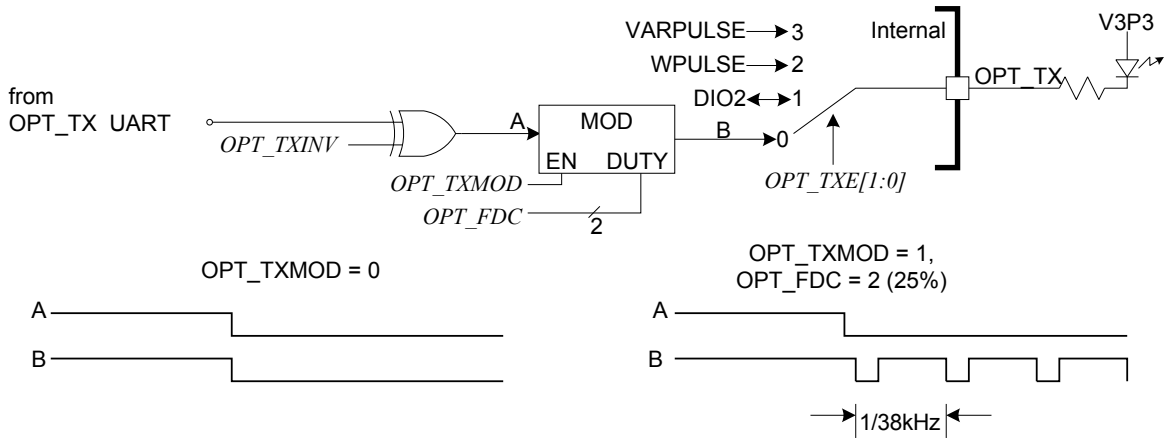 VARPULSE 3
Internal
V3P3
WPULSE 2
OPT_TX
from
OPT_TX UART
DIO2 1
A
MOD
B
0
OPT_TXINV
EN DUTY
OPT_TXMOD
OPT_TXE[1:0]
OPT_FDC
2
OPT_TXMOD = 0
OPT_TXMOD = 1,
OPT_FDC = 2 (25%)
A
B
A
B
1/38kHz